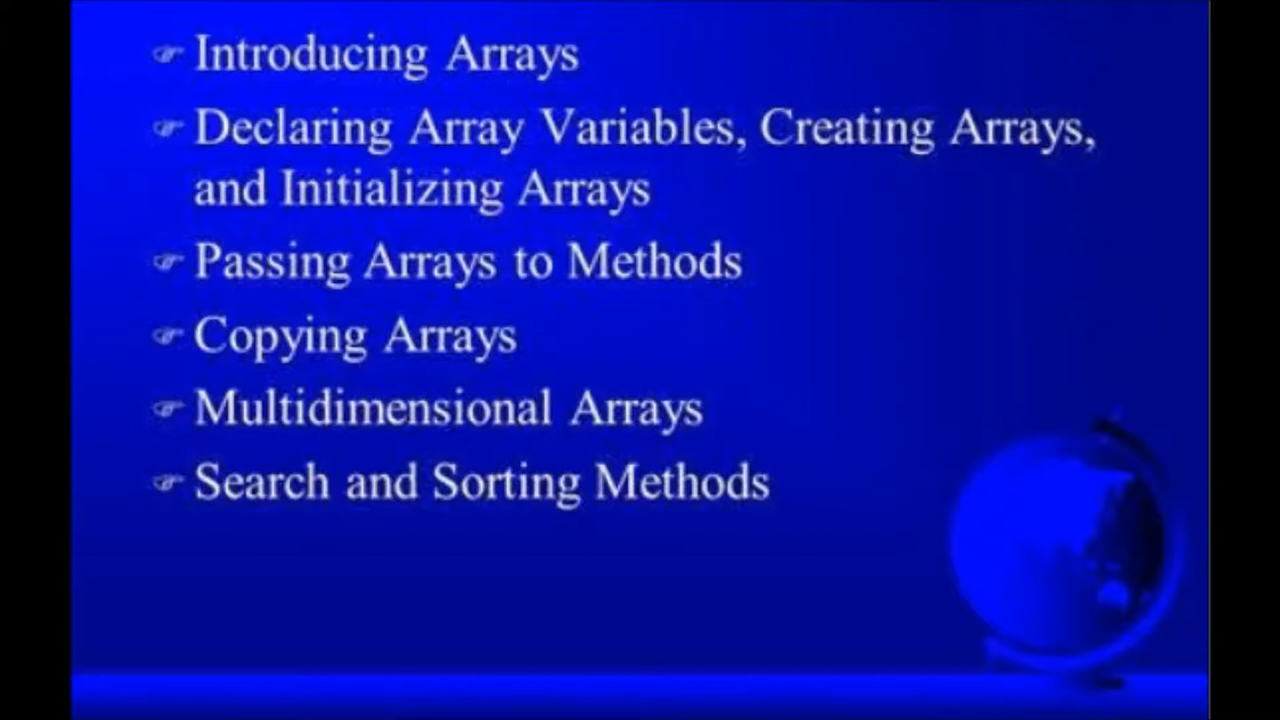 Introducing Arrays
Declaring Array Variables, Creating Arrays,
and Initializing Arrays
Passing Arrays to Methods
Copying Arrays
Multidimensional Arrays
Search and Sorting Methods